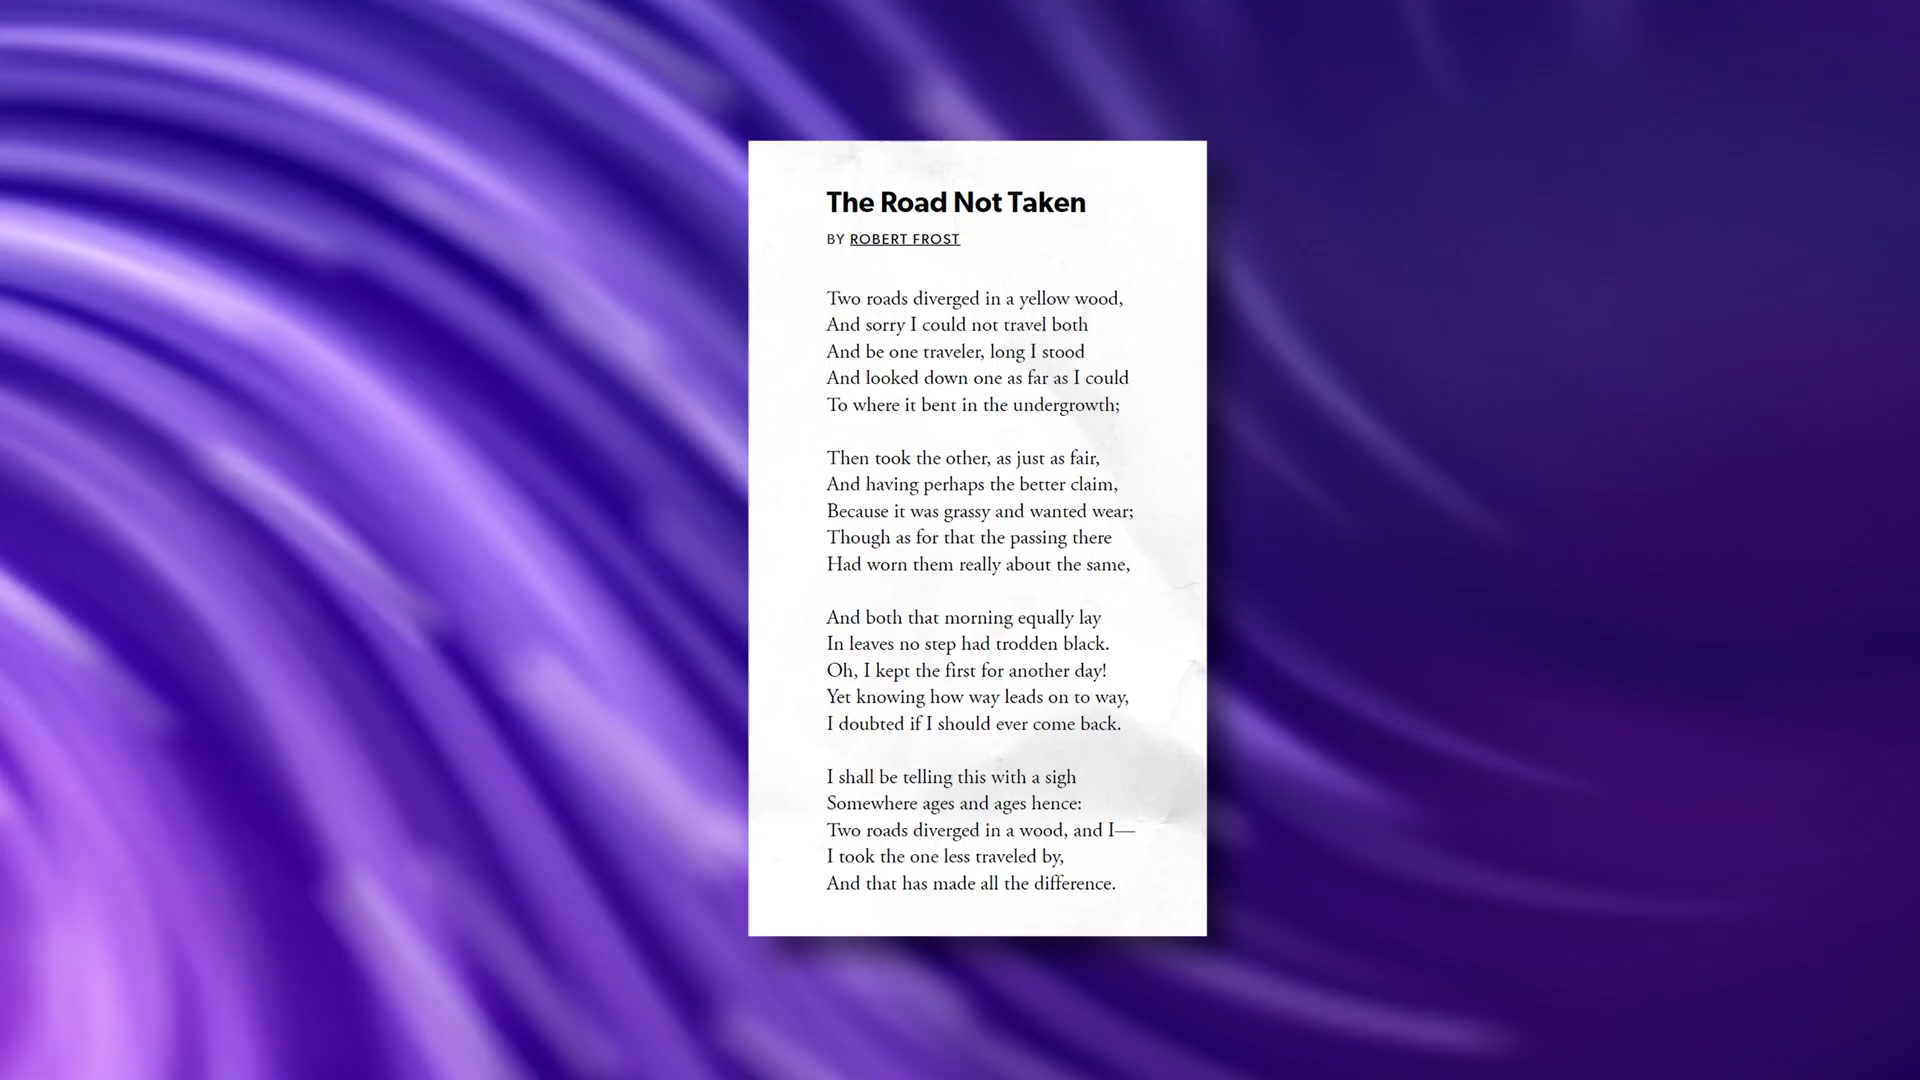 The Road Not Taken
BY ROBERT FROST
Two roads diverged in a yellow wood,
And sorry I could not travel both
And be one traveler, long I stood
And looked down one as far as I could
To where it bent in the undergrowth;
Then took the other, as just as fair,
And having perhaps the better claim,
Because it was grassy and wanted wear;
Though as for that the passing there
Had worn them really about the same,
And both that morning equally lay
In leaves no step had trodden black.
Oh, I kept the first for another day!
Yet knowing how way leads on to way,
I doubted if I should ever come back.
I shall be telling this with a sigh
Somewhere ages and ages hence:
Two roads diverged in a wood, and I—
I took the one less traveled by,
And that has made all the difference.